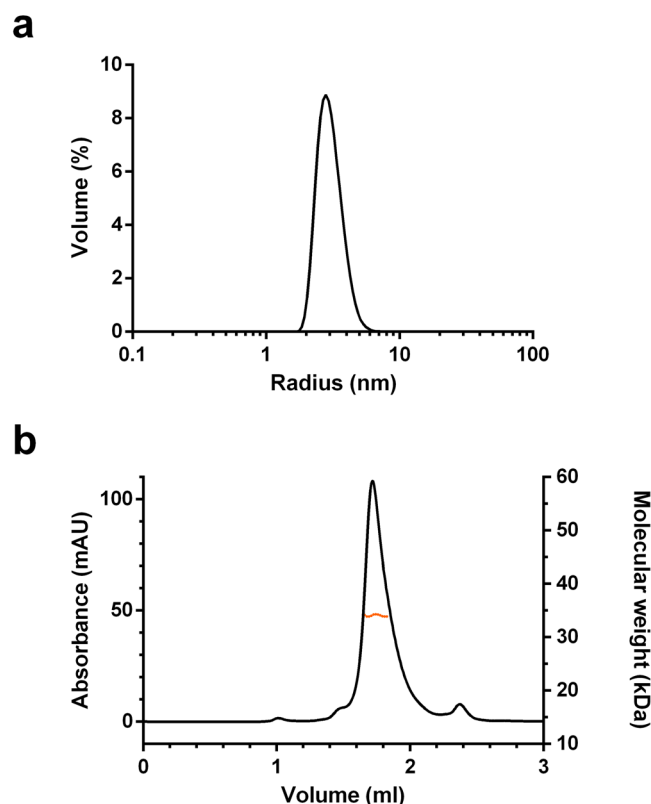 a
10
8
6
4
2
0
Volume (%)
0.1 1 10 100
Radius (nm)
b
100
50
0
Absorbance (mAU)
60
50
40
30
20
10
Molecular weight (kDa)
0 1 2 3
Volume (ml)